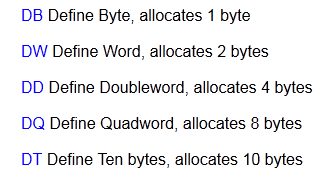 DB Define Byte, allocates 1 byte
DW Define Word, allocates 2 bytes
DD Define Doubleword, allocates 4 bytes
DQ Define Quadword, allocates 8 bytes
DT Define Ten bytes, allocates 10 bytes